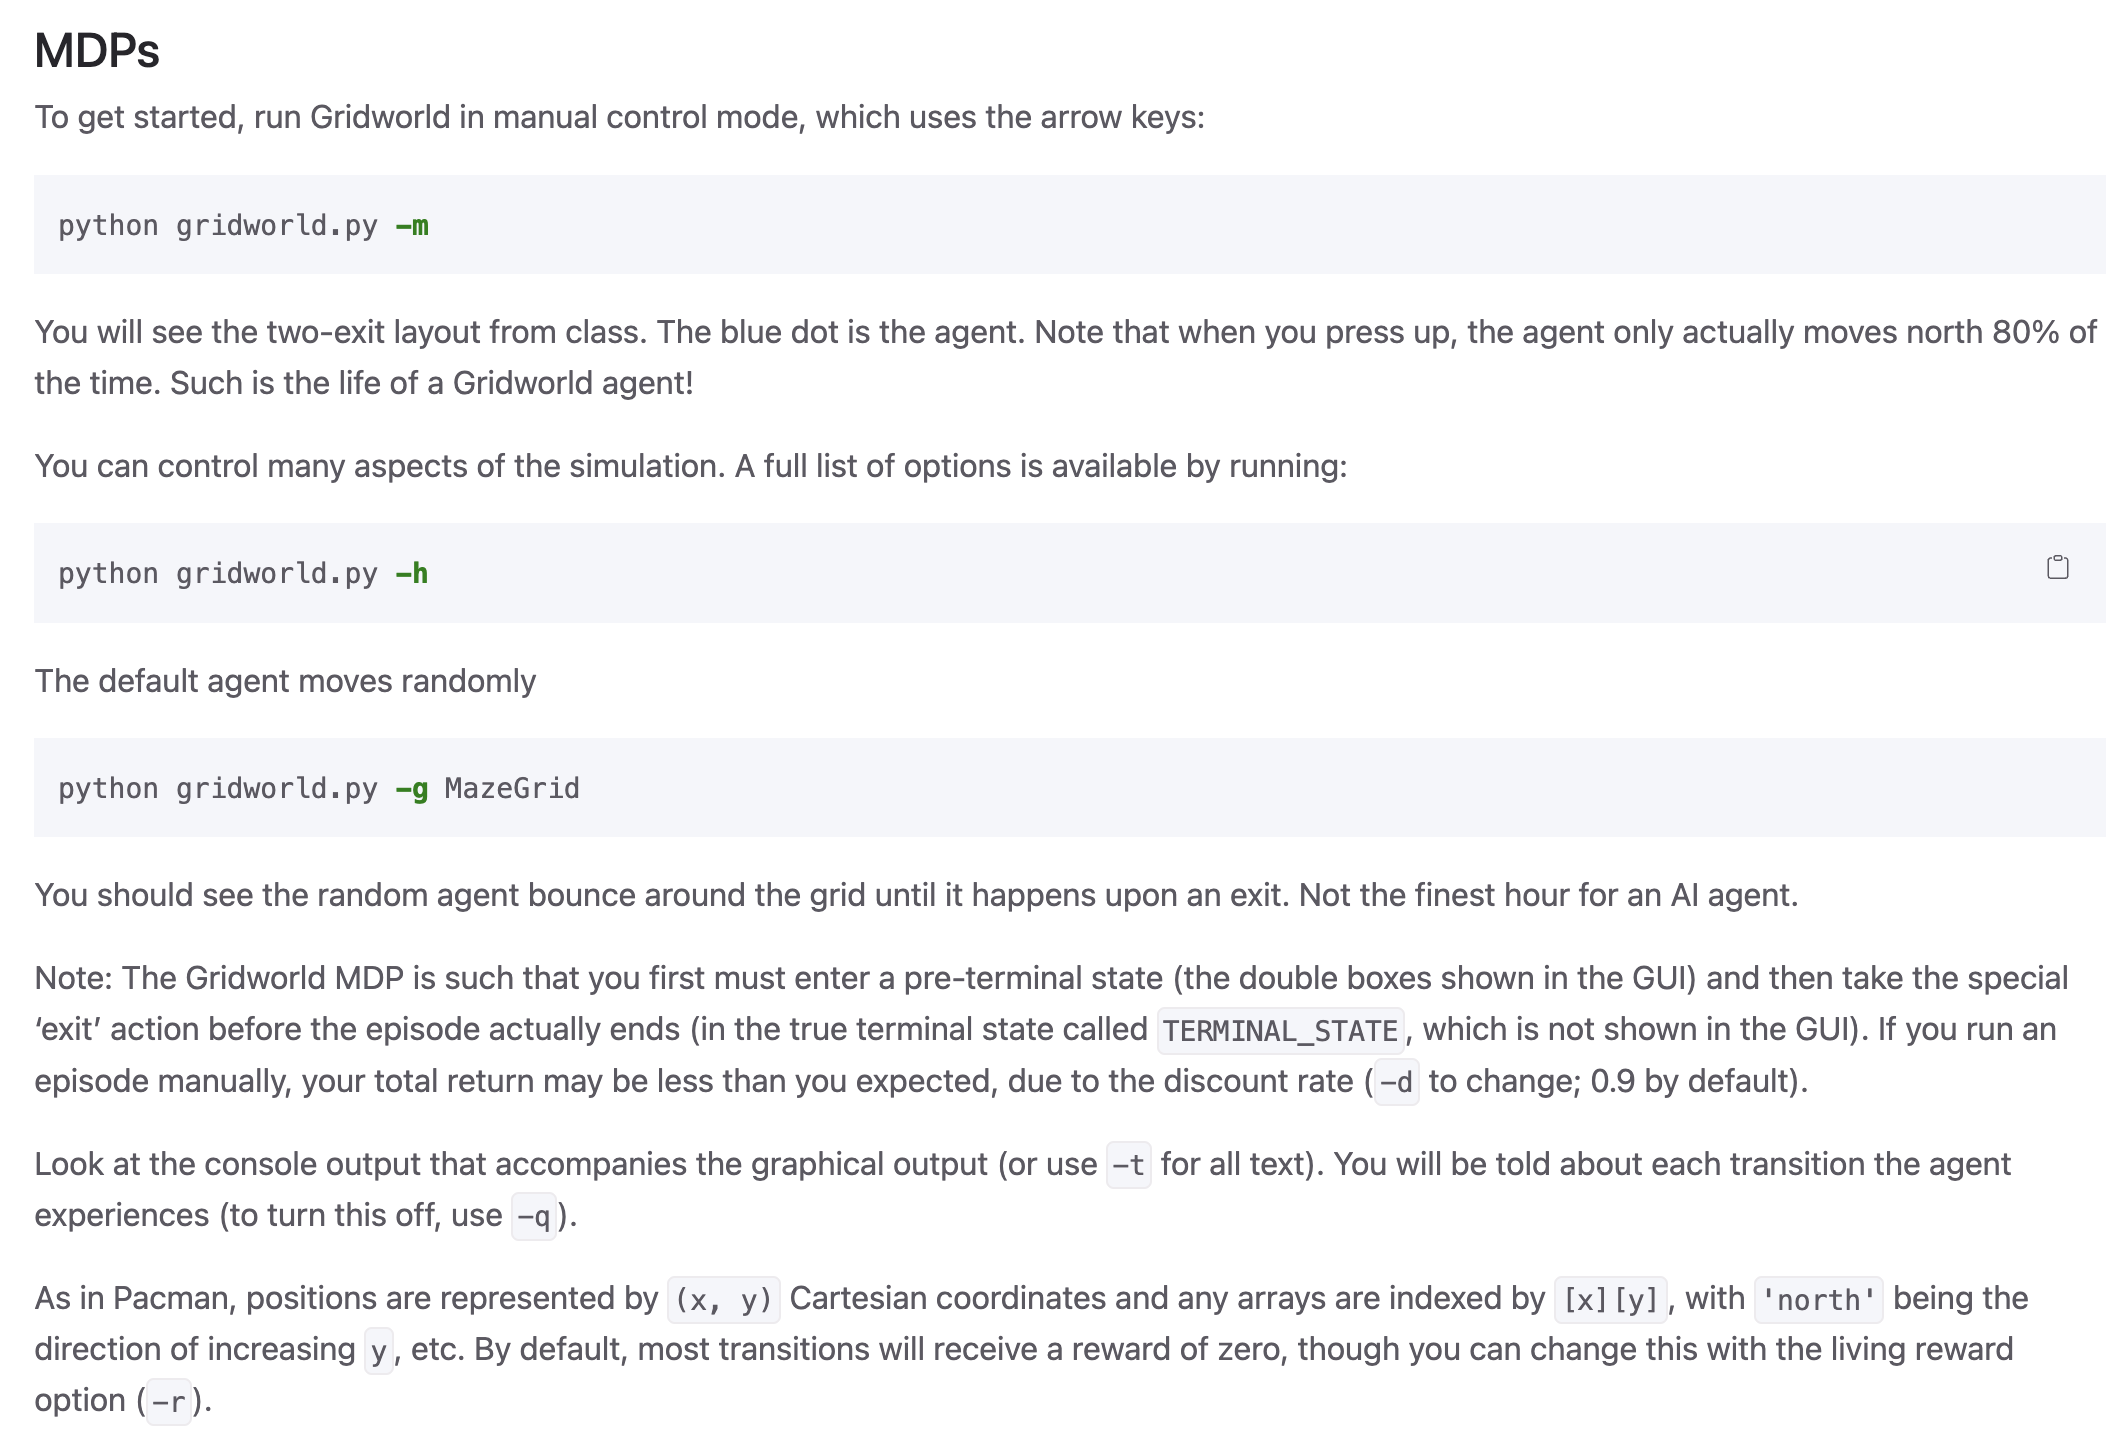 MDPs
To get started, run Gridworld in manual control mode, which uses the arrow keys:
python gridworld.py -m
You will see the two-exit layout from class. The blue dot is the agent. Note that when you press up, the agent only actually moves north 80% of
the time. Such is the life of a Gridworld agent!
You can control many aspects of the simulation. A full list of options is available by running:
python gridworld.py -h
The default agent moves randomly
python gridworld.py -g MazeGrid
You should see the random agent bounce around the grid until it happens upon an exit. Not the finest hour for an AI agent.
Note: The Gridworld MDP is such that you first must enter a pre-terminal state (the double boxes shown in the GUI) and then take the special
‘exit’ action before the episode actually ends (in the true terminal state called TERMINAL_STATE, which is not shown in the GUI). If you run an
episode manually, your total return may be less than you expected, due to the discount rate (-d to change; 0.9 by default).
Look at the console output that accompanies the graphical output (or use -t for all text). You will be told about each transition the agent
experiences (to turn this off, use -q).
As in Pacman, positions are represented by (x, y) Cartesian coordinates and any arrays are indexed by [x][y], with 'north' being the
direction of increasing y, etc. By default, most transitions will receive a reward of zero, though you can change this with the living reward
option (-r).